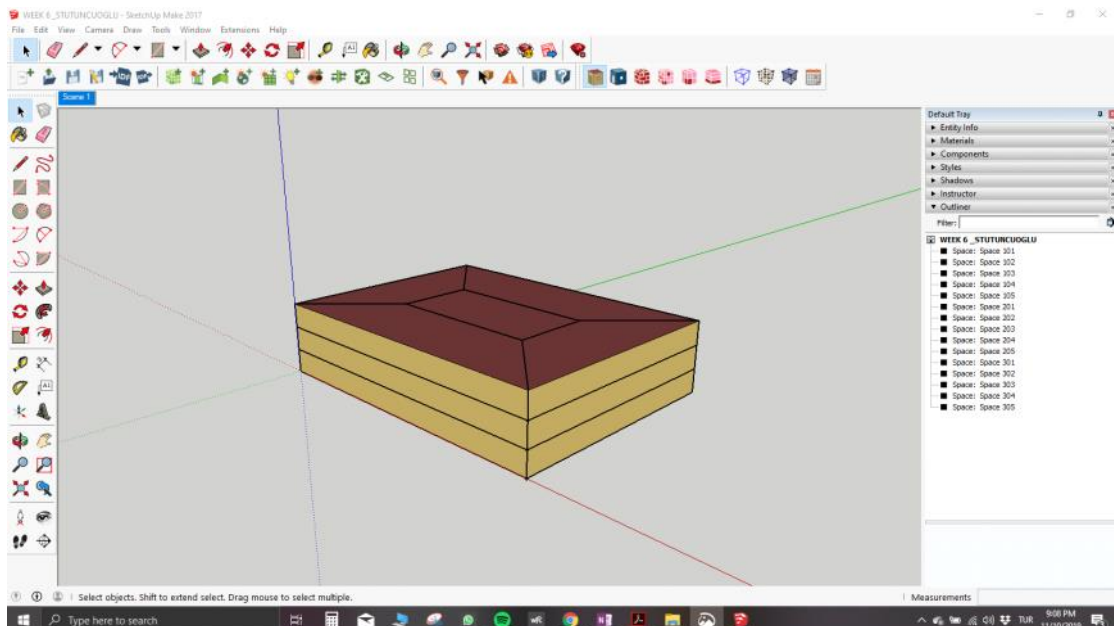 WEEK 6 _STUTUNCUOGLU - SketchUp Make 2017
File Edit View Camera Draw Tools Window Extensions Help
Scene 1
Default Tray
Entity Info
Materials
Components
Styles
Shadows
Instructor
Outliner
Filter:
WEEK 6 _STUTUNCUOGLU
Space: Space 101
Space: Space 102
Space: Space 103
Space: Space 104
Space: Space 105
Space: Space 201
Space: Space 202
Space: Space 203
Space: Space 204
Space: Space 205
Space: Space 301
Space: Space 302
Space: Space 303
Space: Space 304
Space: Space 305
Select objects. Shift to extend select. Drag mouse to select multiple.
Measurements
Type here to search
TUR
9:08 PM